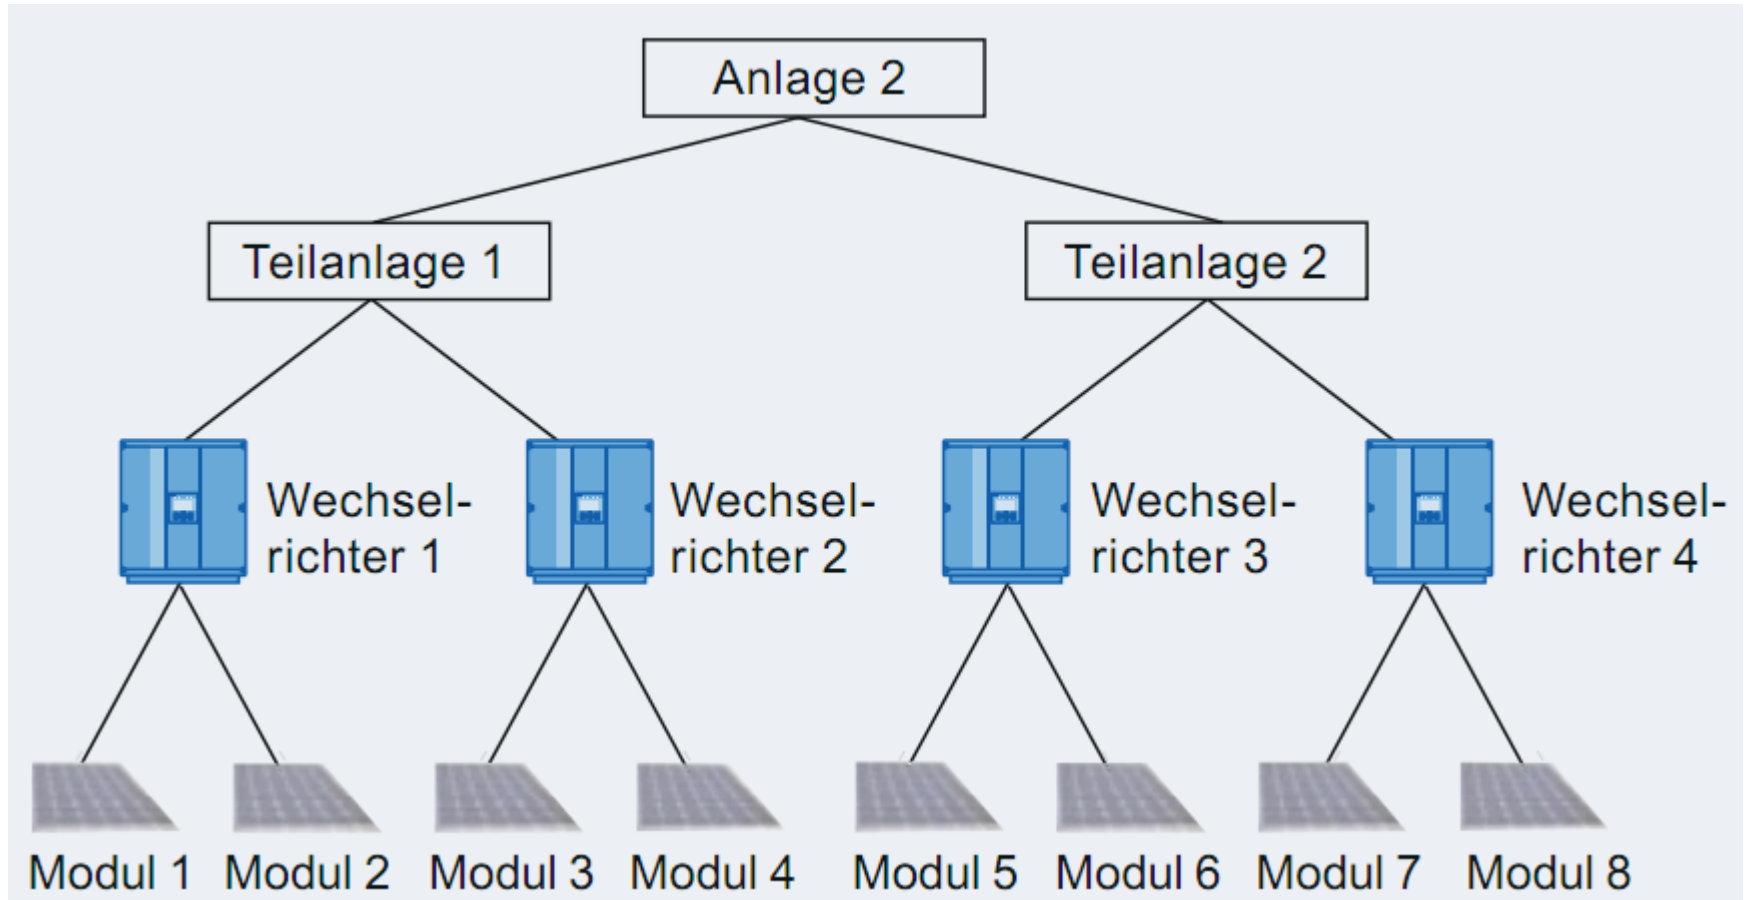 Anlage 2
Teilanlage 1
Teilanlage 2
Wechsel-
richter 1
Wechsel-
richter 2
Wechsel-
richter 3
Wechsel-
richter 4
Modul 1
Modul 2
Modul 3
Modul 4
Modul 5
Modul 6
Modul 7
Modul 8